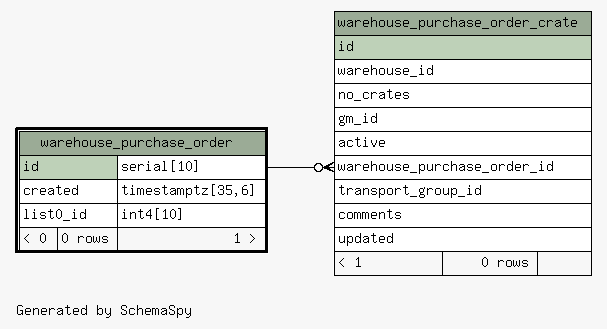 warehouse_purchase_order_crate
id
warehouse_id
no_crates
gm_id
active
warehouse_purchase_order_id
transport_group_id
comments
updated
< 1 0 rows
warehouse_purchase_order
id serial[10]
created timestamptz[35,6]
list0_id int4[10]
< 0 0 rows 1 >
Generated by SchemaSpy